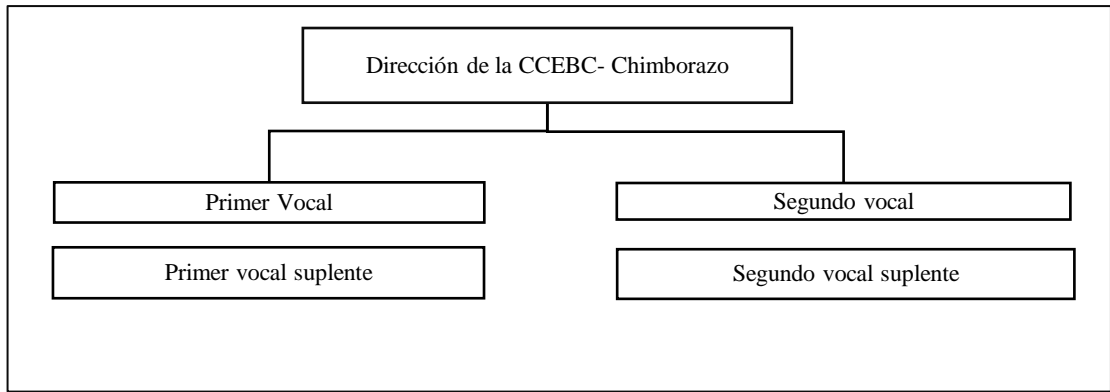 Dirección de la CCEBC- Chimborazo
Primer Vocal
Segundo vocal
Primer vocal suplente
Segundo vocal suplente